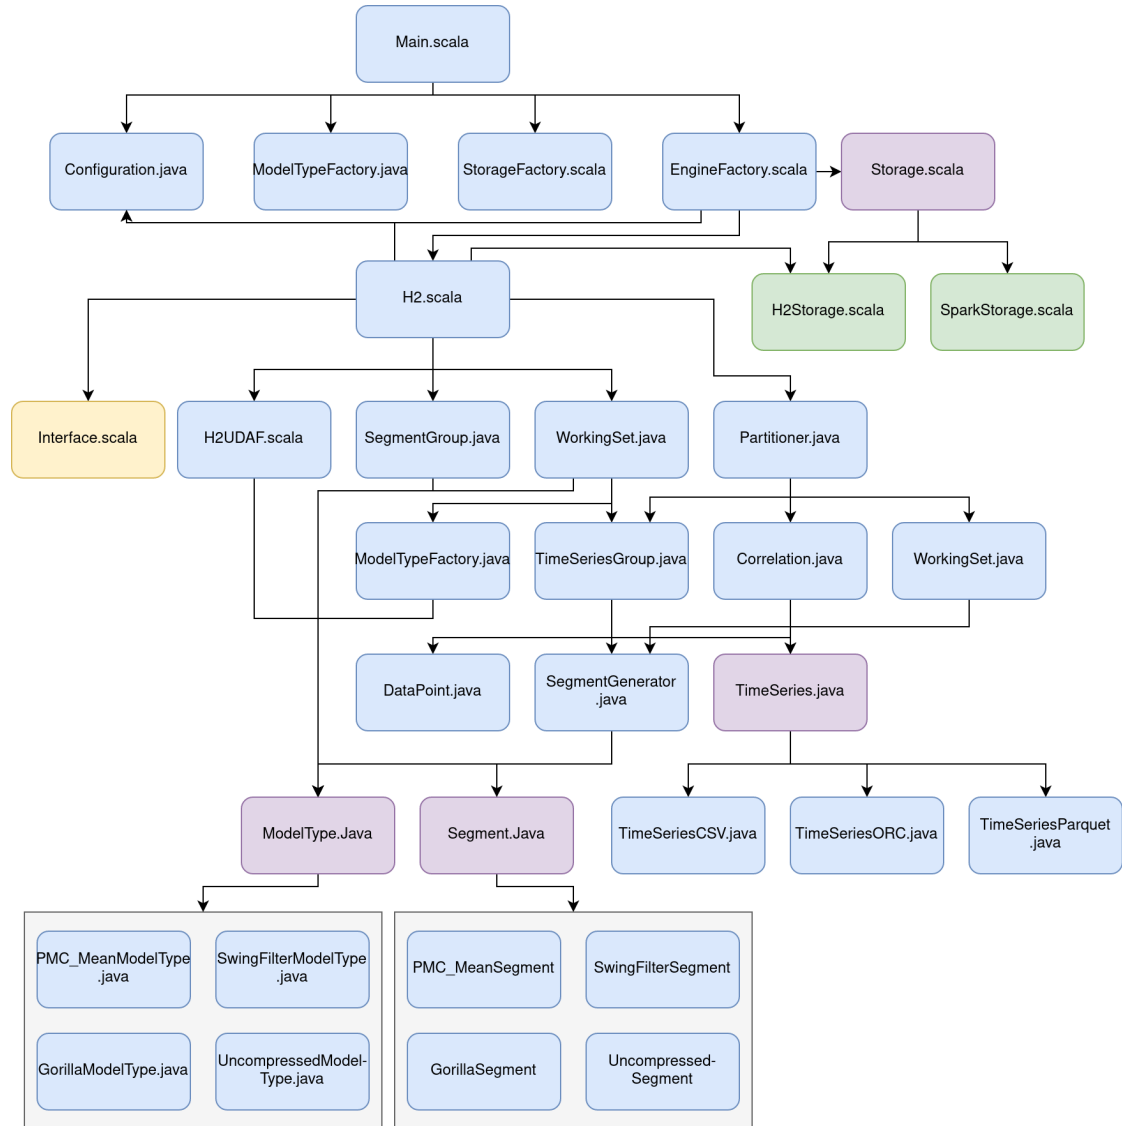 Main.scala
Configuration.java
ModelTypeFactory.java
StorageFactory.scala
EngineFactory.scala
Storage.scala
H2.scala
H2Storage.scala
SparkStorage.scala
Interface.scala
H2UDAF.scala
SegmentGroup.java
WorkingSet.java
Partitioner.java
ModelTypeFactory.java
TimeSeriesGroup.java
Correlation.java
WorkingSet.java
DataPoint.java
SegmentGenerator
.java
TimeSeries.java
ModelType.Java
Segment.Java
TimeSeriesCSV.java
TimeSeriesORC.java
TimeSeriesParquet
.java
PMC_MeanModelType
.java
SwingFilterModelType
.java
PMC_MeanSegment
SwingFilterSegment
GorillaModelType.java
UncompressedModel-
Type.java
GorillaSegment
Uncompressed-
Segment